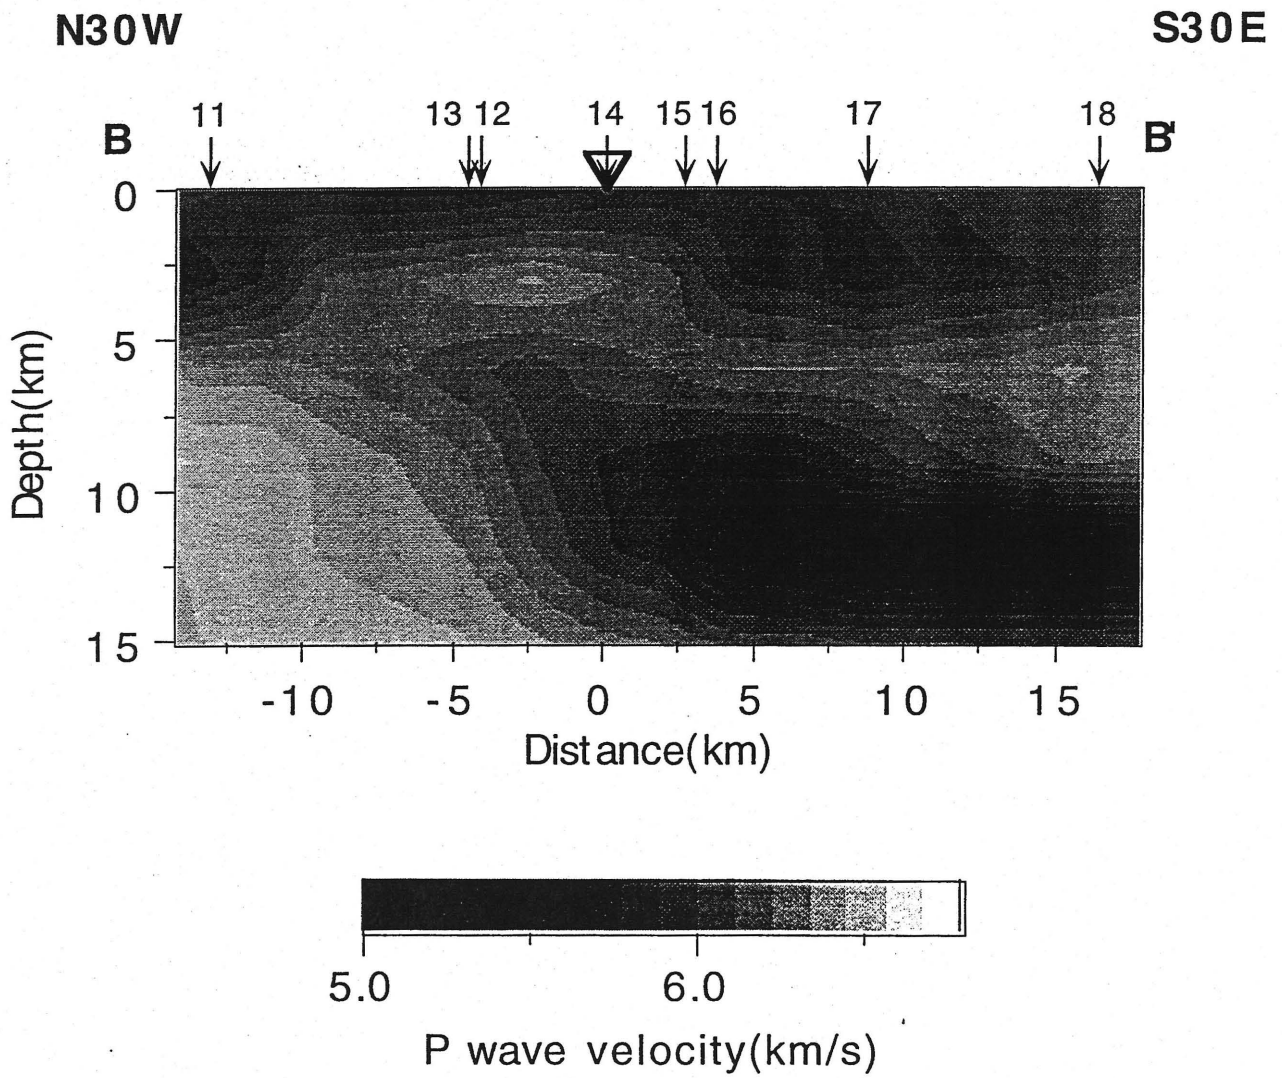 N30W S30E
11 13 12 14 15 16 17 18
B B'
0
5
10
15
Depth(km)
-10 -5 0 5 10 15
Distance(km)
5.0 6.0
P wave velocity(km/s)